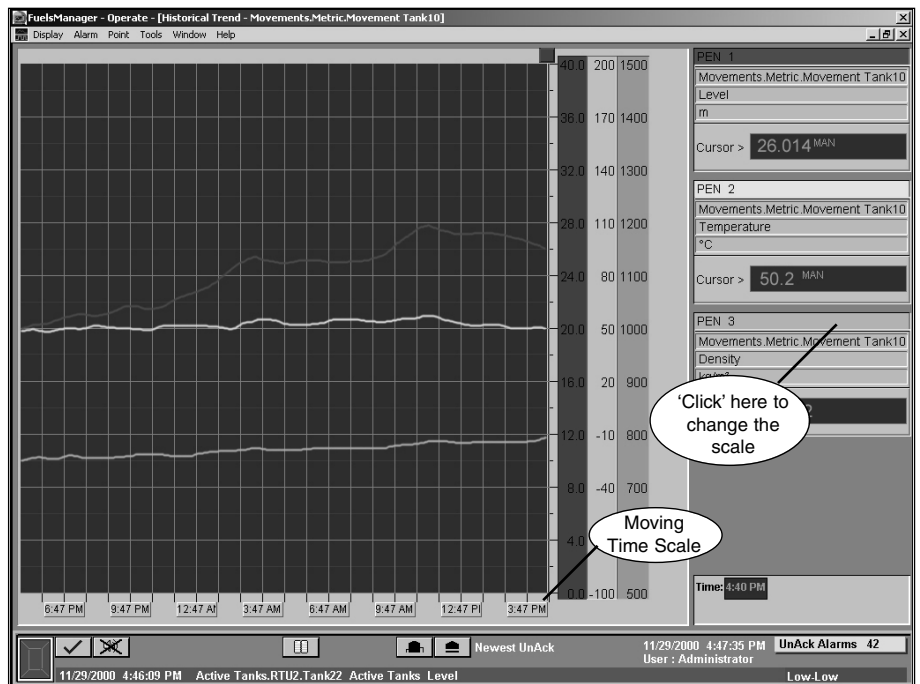 FuelsManager - Operate - [Historical Trend - Movements.Metric.Movement Tank10]
Display Alarm Point Tools Window Help
40.0 200 1500
36.0 170 1400
32.0 140 1300
28.0 110 1200
24.0 80 1100
20.0 50 1000
16.0 20 900
12.0 -10 800
8.0 -40 700
4.0
0.0 -100 500
6:47 PM 9:47 PM 12:47 3:47 AM 6:47 AM 9:47 AM 12:47 3:47 PM
PEN 1
Movements.Metric.Movement Tank10
Level
m
Cursor > 26.014 MAN
PEN 2
Movements.Metric.Movement Tank10
Temperature
°C
Cursor > 50.2 MAN
PEN 3
Movements.Metric.Movement Tank10
Density
'Click' here to
change the
scale
Moving
Time Scale
Time: 4:40 PM
Newest UnAck
11/29/2000 4:47:35 PM
User : Administrator
UnAck Alarms 42
11/29/2000 4:46:09 PM Active Tanks.RTU2.Tank22 Active Tanks Level Low-Low